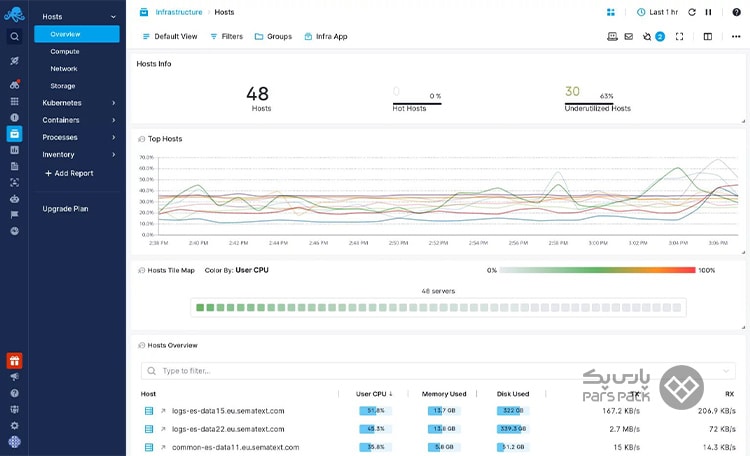 Hosts
Overview
Compute
Network
Storage
Kubernetes
Containers
Processes
Inventory
+ Add Report
Upgrade Plan
Infrastructure > Hosts
Last 1 hr
Default View Filters Groups Infra App
2
Hosts Info
48
Hosts
0 0 %
Hot Hosts
30 63%
Underutilized Hosts
Top Hosts
70.0%
60.0%
50.0%
40.0%
30.0%
20.0%
10.0%
0.0%
2:38 PM 2:40 PM 2:42 PM 2:44 PM 2:46 PM 2:48 PM 2:50 PM 2:52 PM 2:54 PM 2:56 PM 2:58 PM 3:00 PM 3:02 PM 3:04 PM 3:06 PM
Hosts Tile Map Color By: User CPU 0% 100%
48 servers
Hosts Overview
Type to filter...
پارس‌پک
PARSPACK
Host User CPU ↓ Memory Used Disk Used TX RX
logs-es-data15.eu.sematext.com 51.8% 13.7 GB 322 GB 167.2 KB/s 206.9 KB/s
logs-es-data22.eu.sematext.com 45.3% 13.8 GB 339.3 GB 2.7 MB/s 72 KB/s
common-es-data11.eu.sematext.com 35.8% 5.8 GB 51.2 GB 15 KB/s 14.3 KB/s